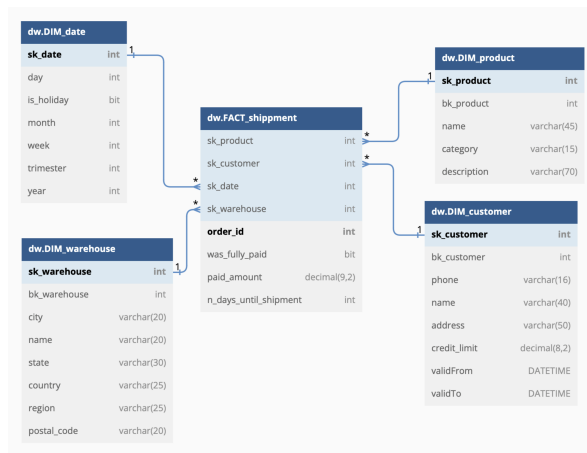 dw.DIM_date
sk_date int
day int
is_holiday bit
month int
week int
trimester int
year int
1
dw.DIM_product
sk_product int
bk_product int
name varchar(45)
category varchar(15)
description varchar(70)
1
dw.FACT_shippment
sk_product int
sk_customer int
sk_date int
sk_warehouse int
order_id int
was_fully_paid bit
paid_amount decimal(9,2)
n_days_until_shipment int
*
*
*
*
dw.DIM_warehouse
sk_warehouse int
bk_warehouse int
city varchar(20)
name varchar(20)
state varchar(30)
country varchar(25)
region varchar(25)
postal_code varchar(20)
1
dw.DIM_customer
sk_customer int
bk_customer int
phone varchar(16)
name varchar(40)
address varchar(50)
credit_limit decimal(8,2)
validFrom DATETIME
validTo DATETIME
1